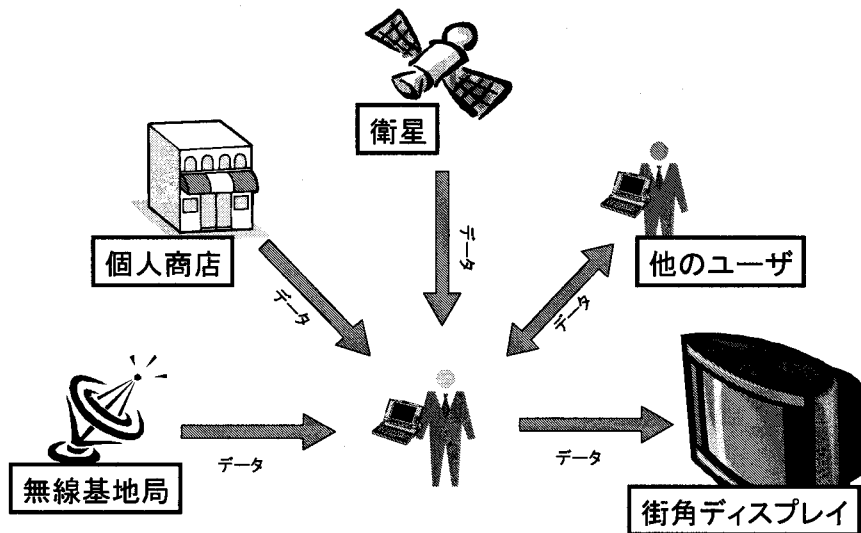 衛星
個人商店
データ
データ
他のユーザ
データ
無線基地局
データ
データ
街角ディスプレイ